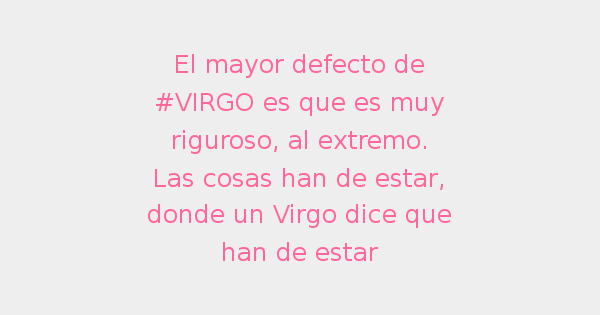 El mayor defecto de
#VIRGO es que es muy
riguroso, al extremo.
Las cosas han de estar,
donde un Virgo dice que
han de estar